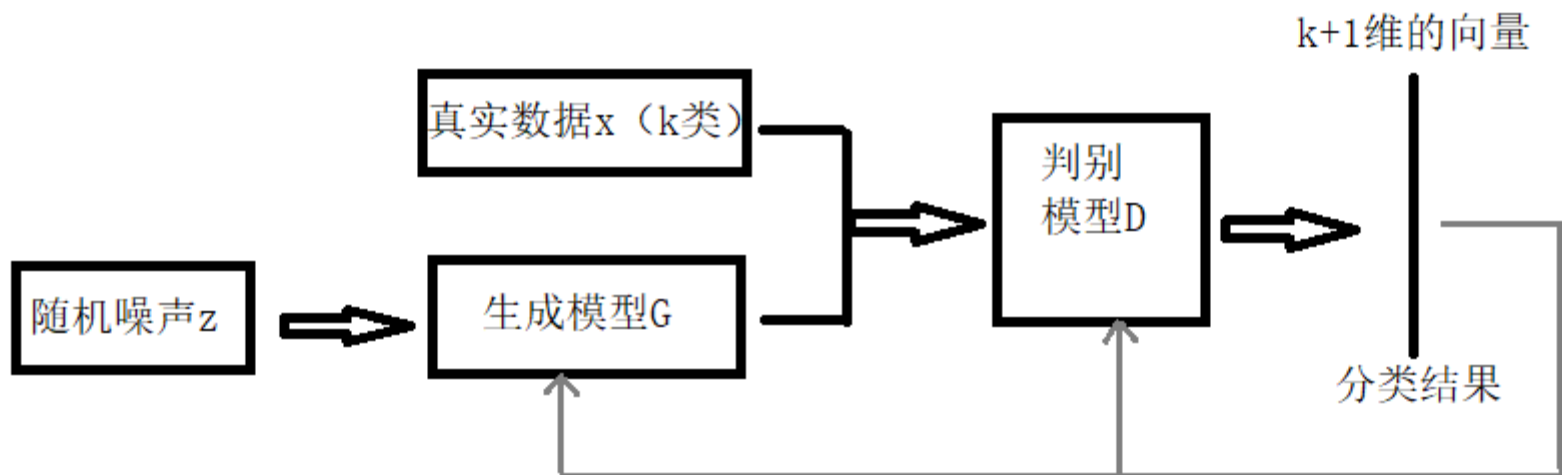 k+1维的向量
真实数据x（k类）
判别
模型D
随机噪声z
生成模型G
分类结果